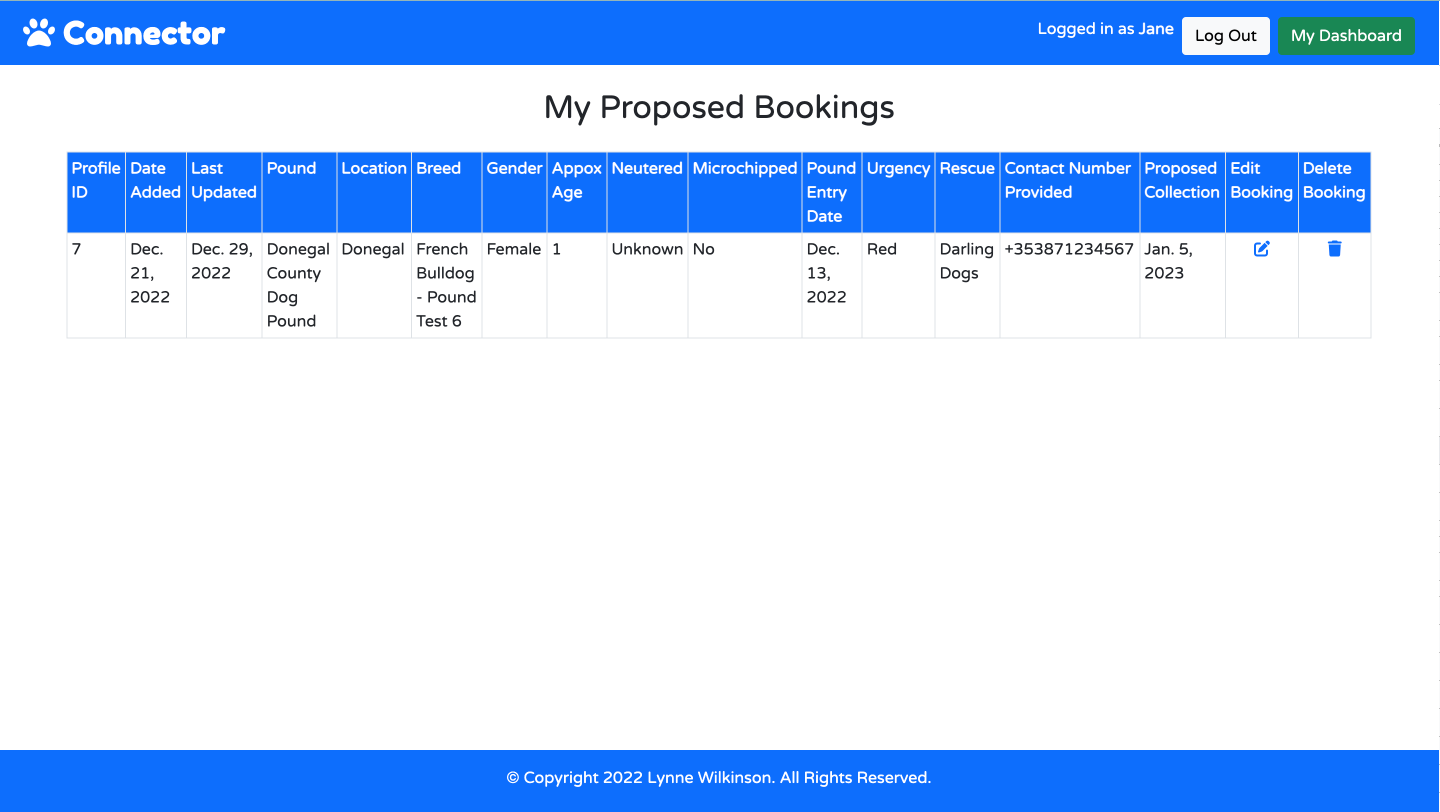 Connector
Logged in as Jane
Log Out
My Dashboard
My Proposed Bookings
Profile ID
Date Added
Last Updated
Pound
Location
Breed
Gender
Appox Age
Neutered
Microchipped
Pound Entry Date
Urgency
Rescue
Contact Number Provided
Proposed Collection
Edit Booking
Delete Booking
7
Dec. 21, 2022
Dec. 29, 2022
Donegal County Dog Pound
Donegal
French Bulldog - Pound Test 6
Female
1
Unknown
No
Dec. 13, 2022
Red
Darling Dogs
+353871234567
Jan. 5, 2023
© Copyright 2022 Lynne Wilkinson. All Rights Reserved.